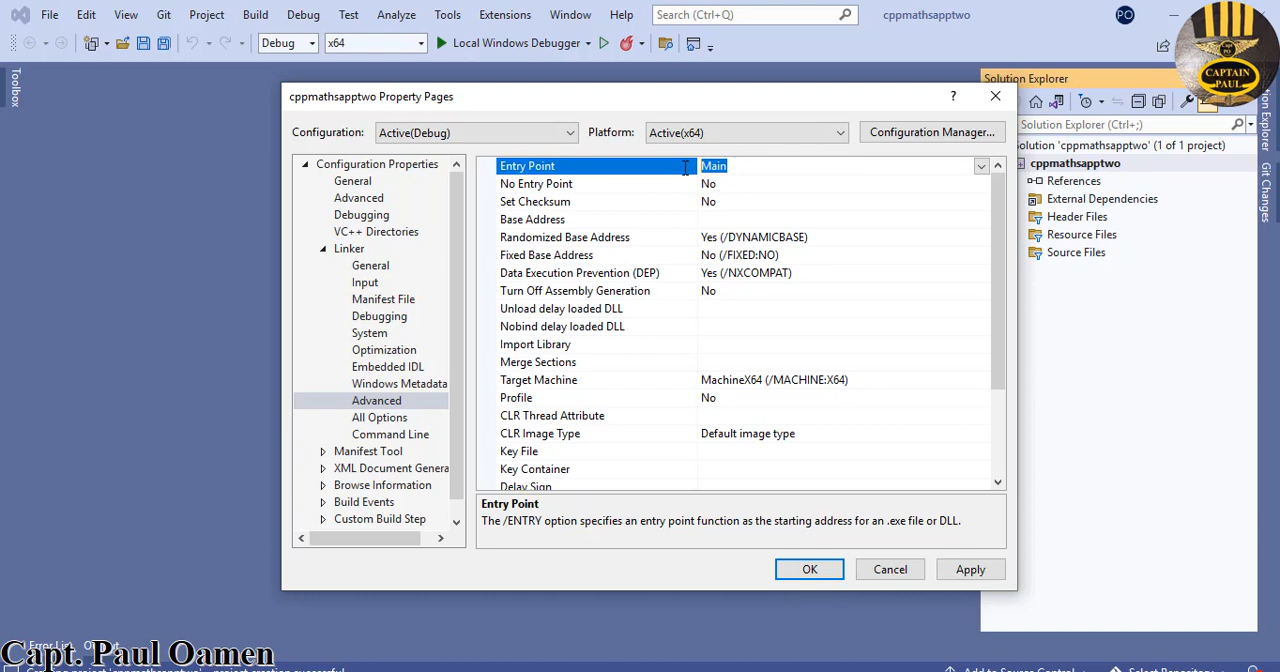 File Edit View Git Project Build Debug Test Analyze Tools Extensions Window Help Search (Ctrl+Q) cppmathsapptwo PO
Debug x64 Local Windows Debugger
Toolbox
CAPTAIN PAUL
cppmathsapptwo Property Pages ?
Configuration: Active(Debug) Platform: Active(x64) Configuration Manager...
Configuration Properties
General
Advanced
Debugging
VC++ Directories
Linker
General
Input
Manifest File
Debugging
System
Optimization
Embedded IDL
Windows Metadata
Advanced
All Options
Command Line
Manifest Tool
XML Document Genera
Browse Information
Build Events
Custom Build Step
Entry Point Main
No Entry Point No
Set Checksum No
Base Address
Randomized Base Address Yes (/DYNAMICBASE)
Fixed Base Address No (/FIXED:NO)
Data Execution Prevention (DEP) Yes (/NXCOMPAT)
Turn Off Assembly Generation No
Unload delay loaded DLL
Nobind delay loaded DLL
Import Library
Merge Sections
Target Machine MachineX64 (/MACHINE:X64)
Profile No
CLR Thread Attribute
CLR Image Type Default image type
Key File
Key Container
Delay Sign
Entry Point
The /ENTRY option specifies an entry point function as the starting address for an .exe file or DLL.
OK Cancel Apply
Solution Explorer
Search Solution Explorer (Ctrl+;)
Solution 'cppmathsapptwo' (1 of 1 project)
cppmathsapptwo
References
External Dependencies
Header Files
Resource Files
Source Files
Git Changes
Capt. Paul Oamen